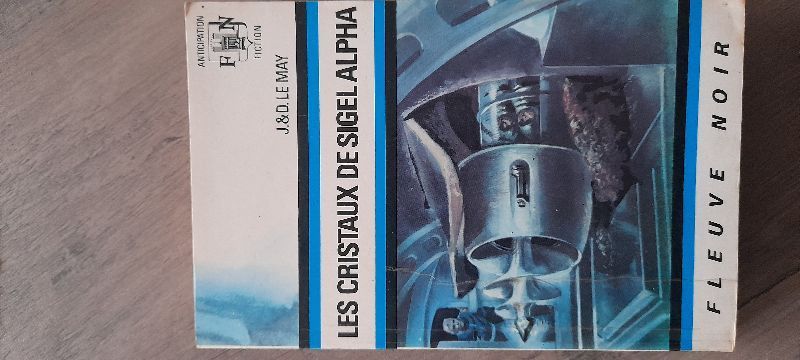 ANTICIPATION
FN
FICTION
J.&D. LE MAY
LES CRISTAUX DE SIGEL ALPHA
FLEUVE NOIR